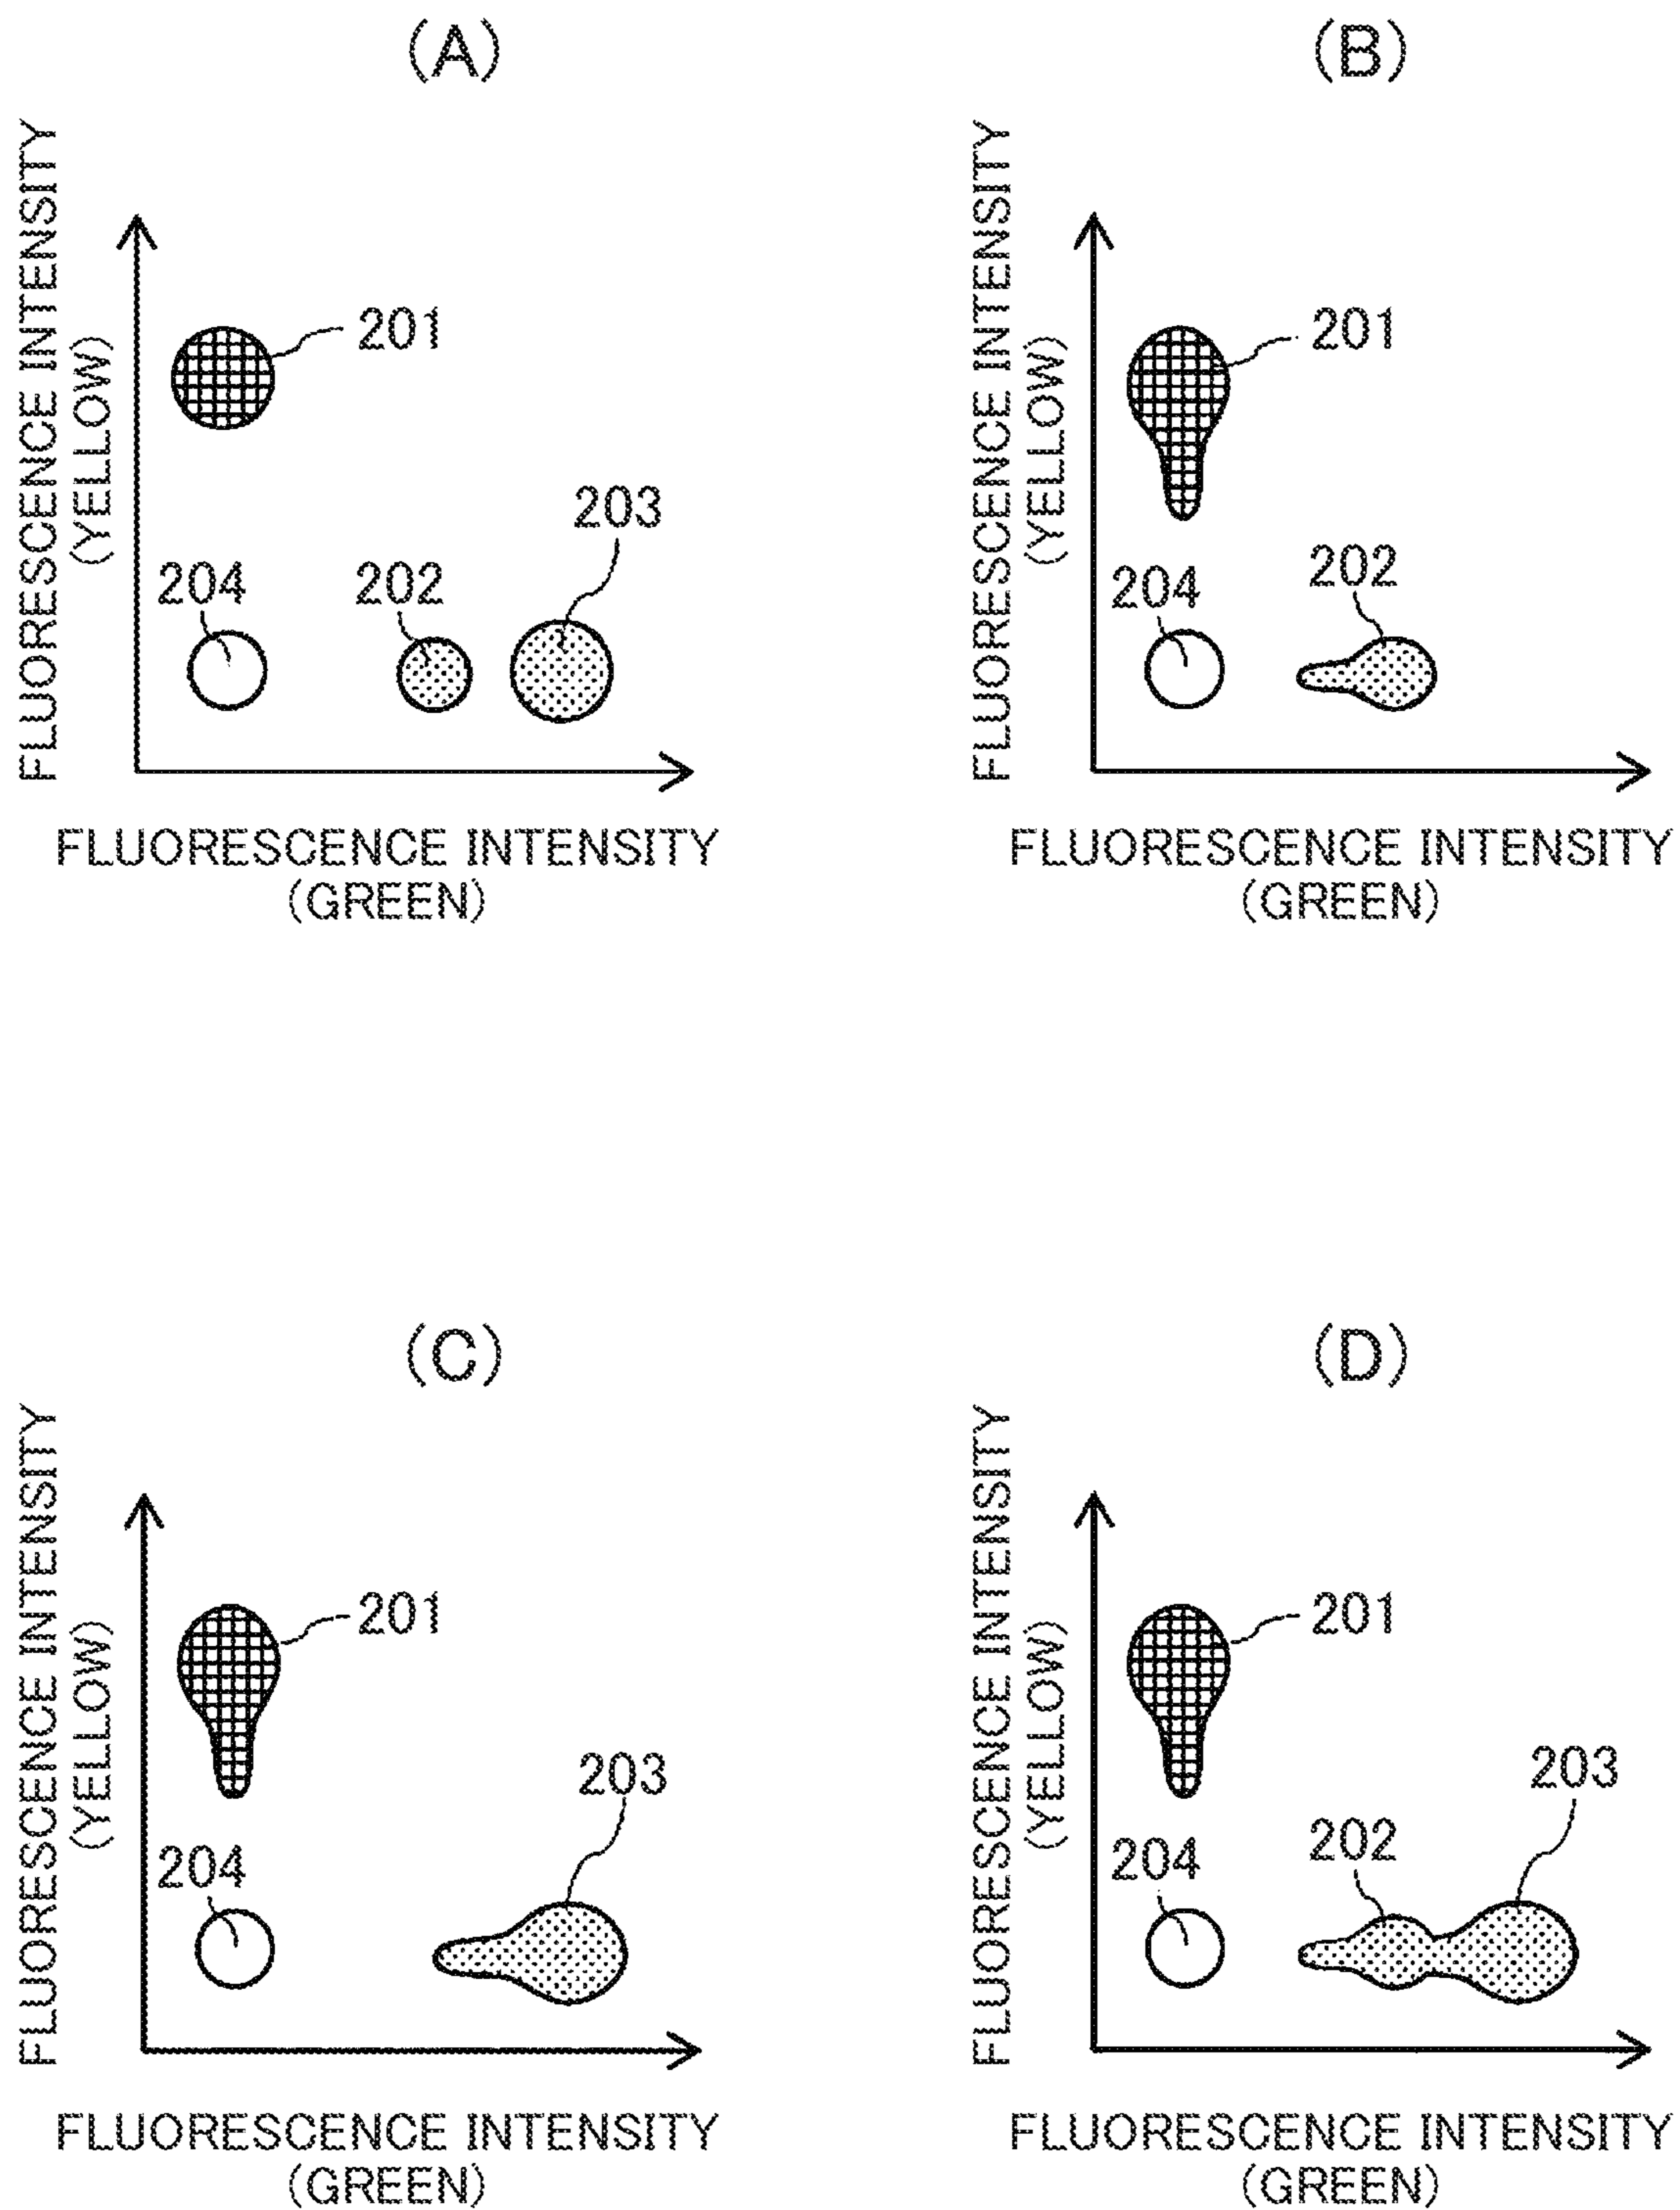 (A)
FLUORESCENCE INTENSITY
(YELLOW)
201
203
204
202
FLUORESCENCE INTENSITY
(GREEN)
(B)
FLUORESCENCE INTENSITY
(YELLOW)
201
202
204
FLUORESCENCE INTENSITY
(GREEN)
(C)
FLUORESCENCE INTENSITY
(YELLOW)
201
203
204
FLUORESCENCE INTENSITY
(GREEN)
(D)
FLUORESCENCE INTENSITY
(YELLOW)
201
203
202
204
FLUORESCENCE INTENSITY
(GREEN)